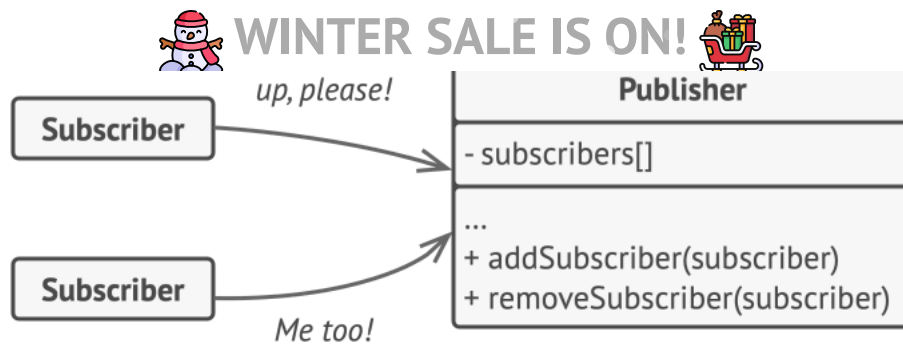 WINTER SALE IS ON!
up, please!
Publisher
Subscriber
- subscribers[]
...
+ addSubscriber(subscriber)
Subscriber
+ removeSubscriber(subscriber)
Me too!